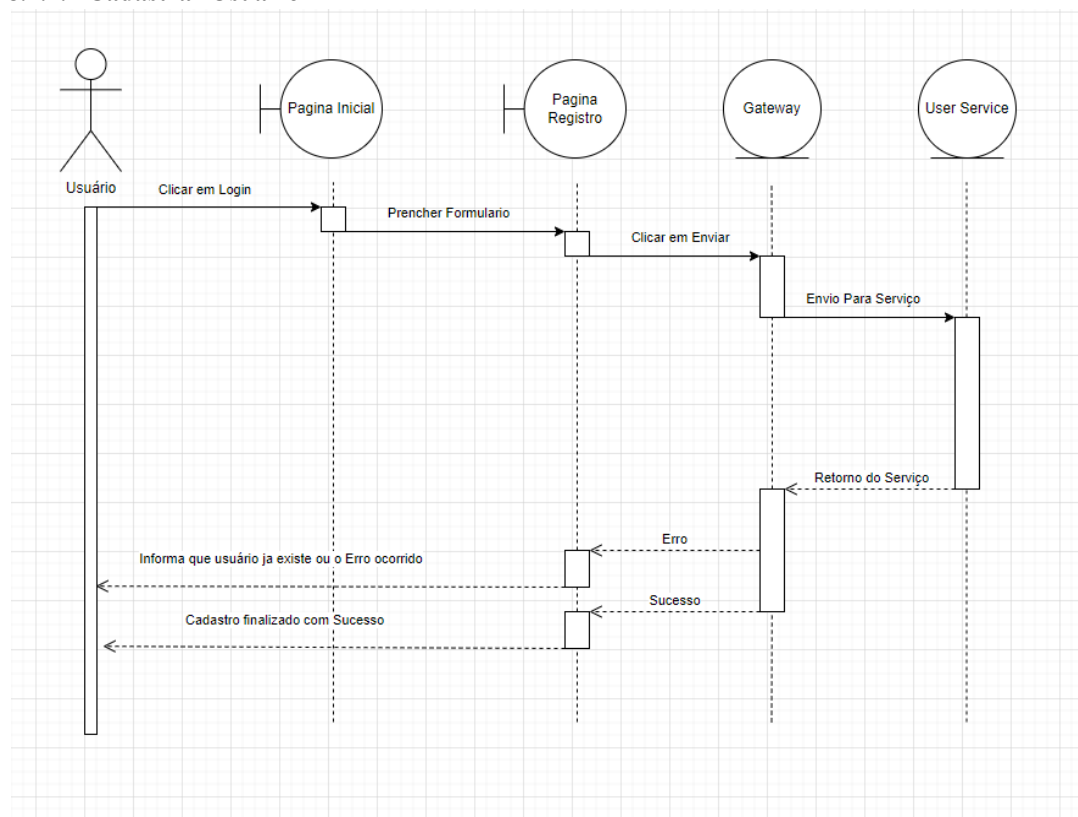 Pagina Inicial
Pagina
Registro
Gateway
User Service
Usuário
Clicar em Login
Prencher Formulario
Clicar em Enviar
Envio Para Serviço
Retorno do Serviço
Erro
Informa que usuário ja existe ou o Erro ocorrido
Sucesso
Cadastro finalizado com Sucesso